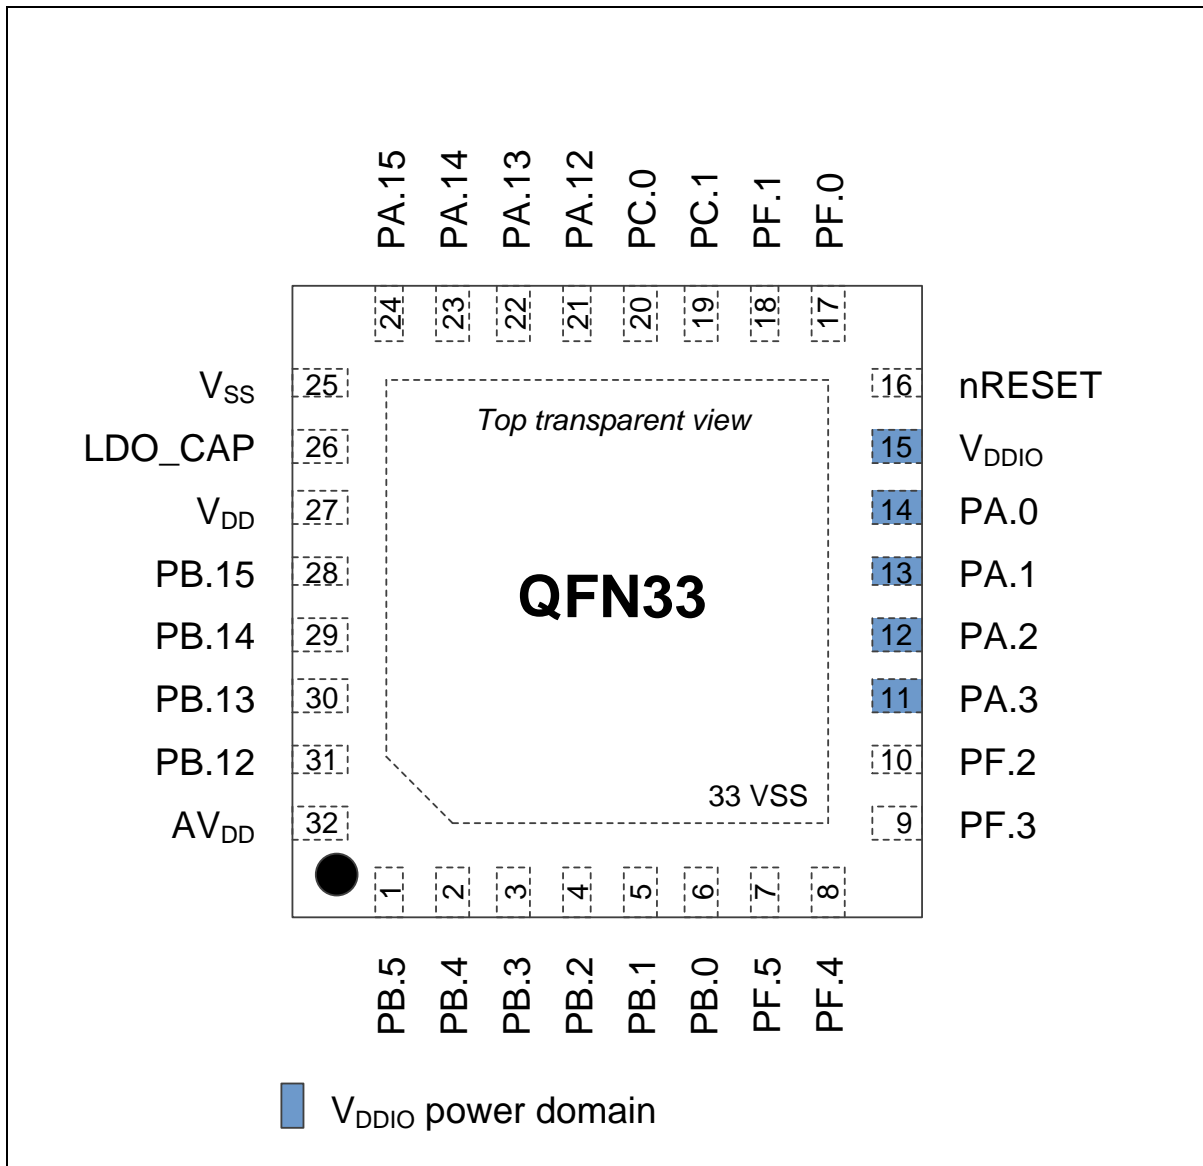 PA.15
PA.14
PA.13
PA.12
PC.0
PC.1
PF.1
PF.0
24
23
22
21
20
19
18
17
VSS
25
LDO_CAP
26
VDD
27
PB.15
28
PB.14
29
PB.13
30
PB.12
31
AVDD
32
Top transparent view
QFN33
33 VSS
16
nRESET
15
VDDIO
14
PA.0
13
PA.1
12
PA.2
11
PA.3
10
PF.2
9
PF.3
1
2
3
4
5
6
7
8
PB.5
PB.4
PB.3
PB.2
PB.1
PB.0
PF.5
PF.4
VDDIO power domain